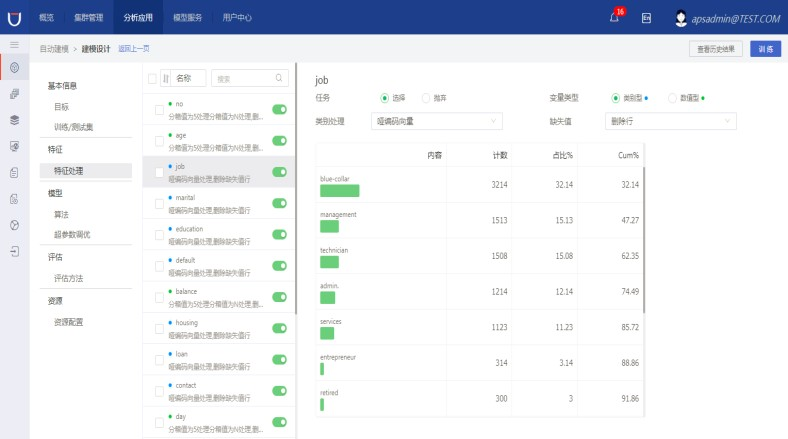 概览 集群管理 分析应用 模型服务 用户中心
16
En
apsadmin@TEST.COM
自动建模 > 建模设计 返回上一页
查看历史结果
训练
基本信息
目标
训练/测试集
特征
特征处理
模型
算法
超参数调优
评估
评估方法
资源
资源配置
名称
搜索
no
分箱值为5处理分箱值为N处理,删...
age
分箱值为5处理分箱值为N处理,删...
job
哑编码向量处理,删除缺失值行
marital
哑编码向量处理,删除缺失值行
education
哑编码向量处理,删除缺失值行
default
哑编码向量处理,删除缺失值行
balance
分箱值为5处理分箱值为N处理,删...
housing
哑编码向量处理,删除缺失值行
loan
哑编码向量处理,删除缺失值行
contact
哑编码向量处理,删除缺失值行
day
分箱值为5处理分箱值为N处理,删...
job
任务 选择 抛弃 变量类型 类别型 数值型
类别处理 哑编码向量 缺失值 删除行
内容 计数 占比% Cum%
blue-collar 3214 32.14 32.14
management 1513 15.13 47.27
technician 1508 15.08 62.35
admin. 1214 12.14 74.49
services 1123 11.23 85.72
entrepreneur 314 3.14 88.86
retired 300 3 91.86